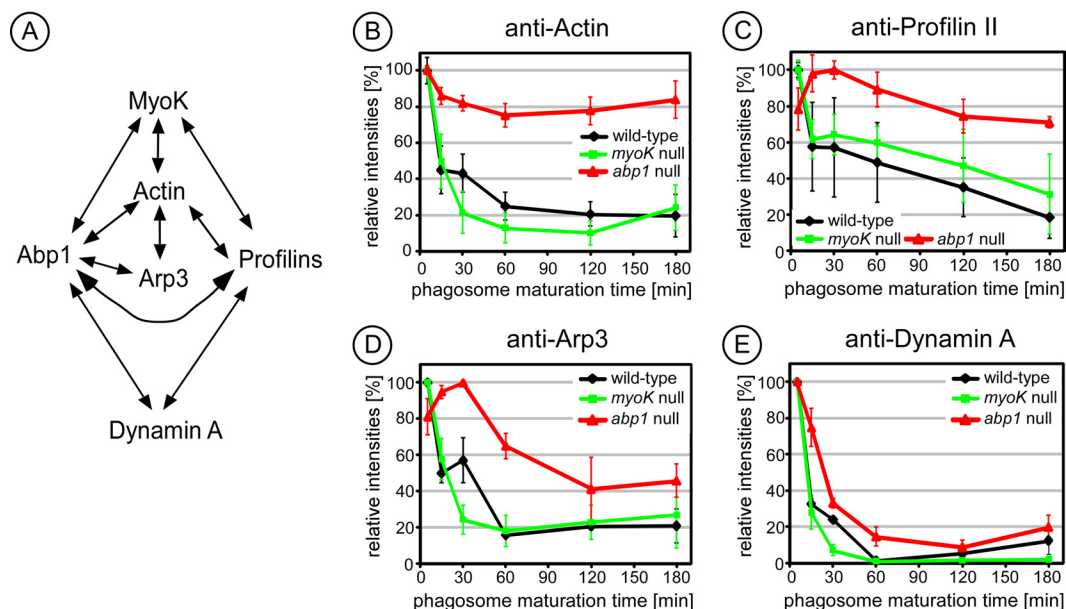 A
MyoK
Actin
Abp1
Arp3
Profilins
Dynamin A
B
anti-Actin
relative intensities [%]
100
80
60
40
20
0
wild-type
myoK null
abp1 null
0 30 60 90 120 150 180
phagosome maturation time [min]
C
anti-Profilin II
relative intensities [%]
100
80
60
40
20
0
wild-type
myoK null abp1 null
0 30 60 90 120 150 180
phagosome maturation time [min]
D
anti-Arp3
relative intensities [%]
100
80
60
40
20
0
wild-type
myoK null
abp1 null
0 30 60 90 120 150 180
phagosome maturation time [min]
E
anti-Dynamin A
relative intensities [%]
100
80
60
40
20
0
wild-type
myoK null
abp1 null
0 30 60 90 120 150 180
phagosome maturation time [min]